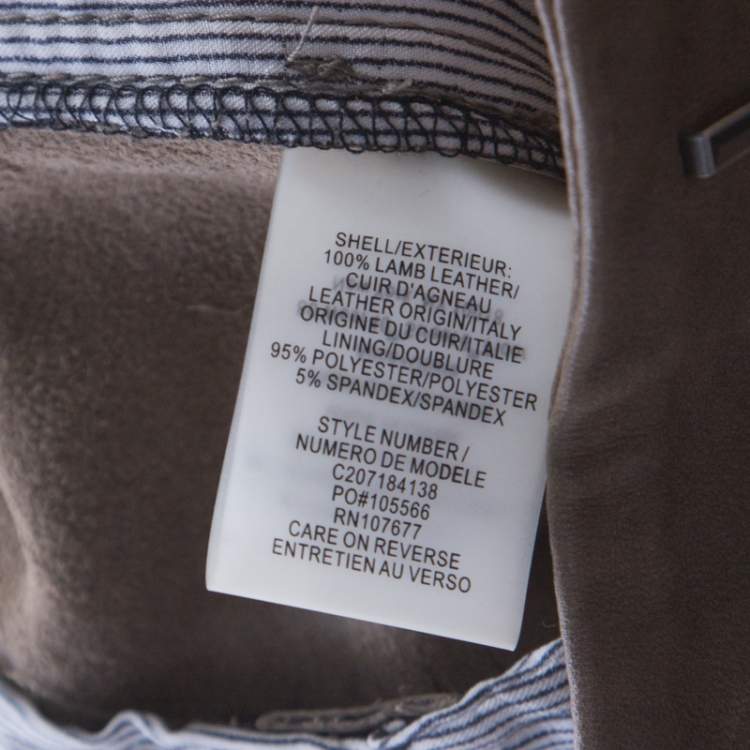 SHELL/EXTERIEUR:
100% LAMB LEATHER/
CUIR D'AGNEAU
LEATHER ORIGIN/ITALY
ORIGINE DU CUIR/ITALIE
LINING/DOUBLURE
95% POLYESTER/POLYESTER
5% SPANDEX/SPANDEX
STYLE NUMBER/
NUMERO DE MODELE
C207184138
PO#105566
RN107677
CARE ON REVERSE
ENTRETIEN AU VERSO